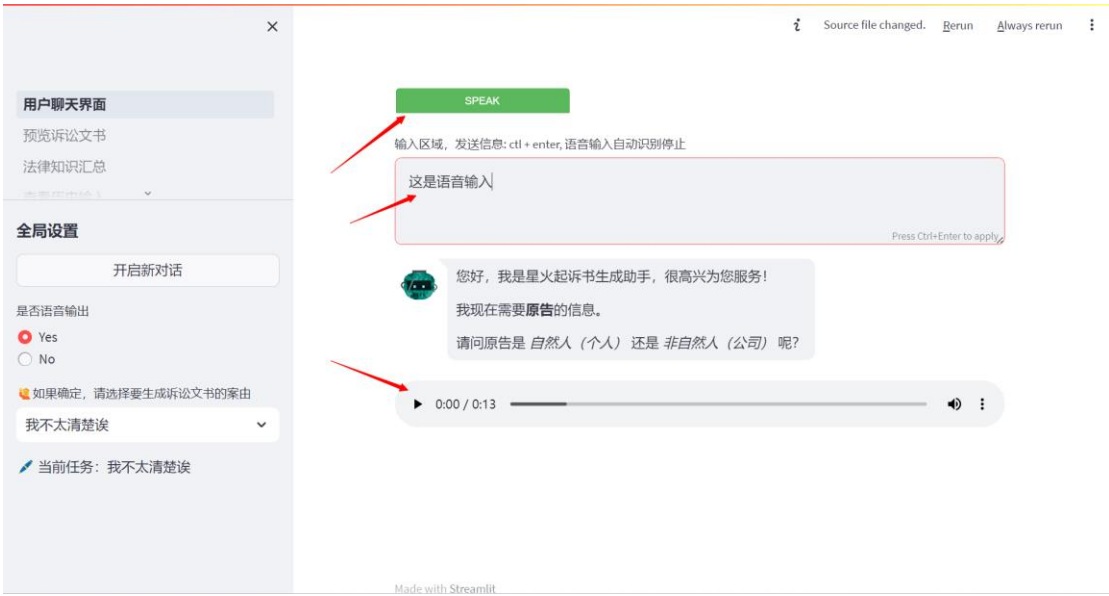 Source file changed. Rerun Always rerun
用户聊天界面
预览诉讼文书
法律知识汇总
全局设置
开启新对话
是否语音输出
Yes
No
如果确定，请选择要生成诉讼文书的案由
我不太清楚诶
当前任务：我不太清楚诶
SPEAK
输入区域，发送信息: ctl + enter, 语音输入自动识别停止
这是语音输入
Press Ctrl+Enter to apply
您好，我是星火起诉书生成助手，很高兴为您服务！
我现在需要原告的信息。
请问原告是 自然人（个人） 还是 非自然人（公司） 呢？
0:00 / 0:13
Made with Streamlit